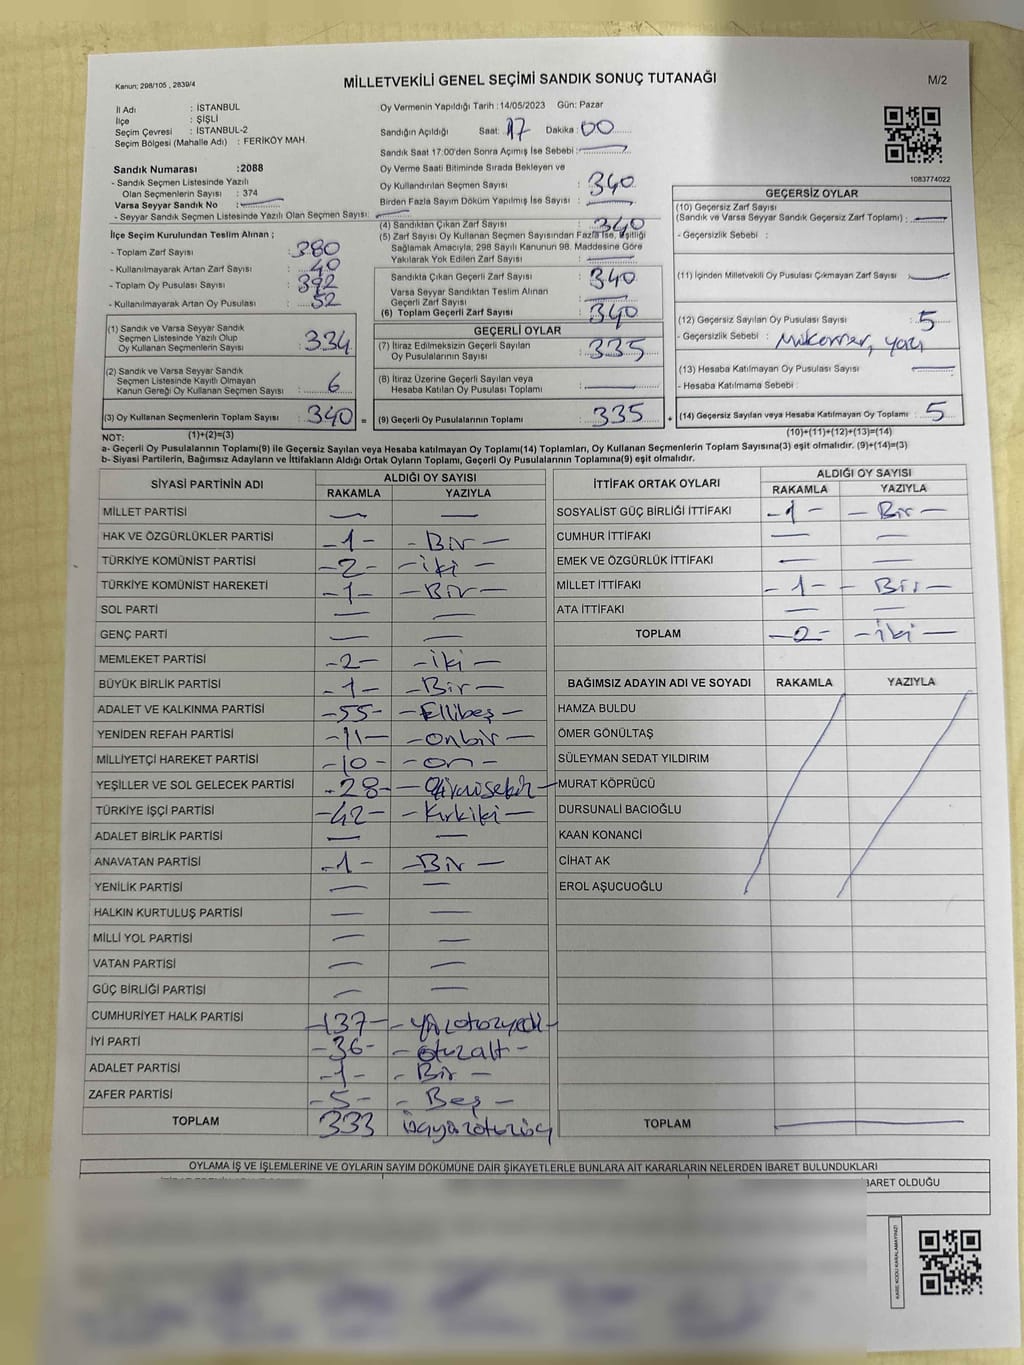 Kanun; 298/105 , 2839/4
MİLLETVEKİLİ GENEL SEÇİMİ SANDIK SONUÇ TUTANAĞI
M/2
İl Adı : İSTANBUL
İlçe : ŞİŞLİ
Seçim Çevresi : İSTANBUL-2
Seçim Bölgesi (Mahalle Adı) : FERİKÖY MAH
Sandık Numarası :2088
- Sandık Seçmen Listesinde Yazılı
Olan Seçmenlerin Sayısı : 374
Varsa Seyyar Sandık No :
- Seyyar Sandık Seçmen Listesinde Yazılı Olan Seçmen Sayısı:
İlçe Seçim Kurulundan Teslim Alınan ;
- Toplam Zarf Sayısı : 380
- Kullanılmayarak Artan Zarf Sayısı : 40
- Toplam Oy Pusulası Sayısı : 392
- Kullanılmayarak Artan Oy Pusulası : 52
Oy Vermenin Yapıldığı Tarih :14/05/2023 Gün: Pazar
Sandığın Açıldığı Saat: 17 Dakika : 00
Sandık Saat 17:00'den Sonra Açımış İse Sebebi :
Oy Verme Saati Bitiminde Sırada Bekleyen ve
Oy Kullandırılan Seçmen Sayısı : 340
Birden Fazla Sayım Döküm Yapılmış İse Sayısı :
(4) Sandıktan Çıkan Zarf Sayısı : 340
(5) Zarf Sayısı Oy Kullanan Seçmen Sayısından Fazla İse, Eşitliği
Sağlamak Amacıyla, 298 Sayılı Kanunun 98. Maddesine Göre
Yakılarak Yok Edilen Zarf Sayısı :
Sandıkta Çıkan Geçerli Zarf Sayısı : 340
Varsa Seyyar Sandıktan Teslim Alınan
Geçerli Zarf Sayısı :
(6) Toplam Geçerli Zarf Sayısı : 340
1083774022
GEÇERSİZ OYLAR
(10) Geçersiz Zarf Sayısı
(Sandık ve Varsa Seyyar Sandık Geçersiz Zarf Toplamı) :
- Geçersizlik Sebebi :
(11) İçinden Milletvekili Oy Pusulası Çıkmayan Zarf Sayısı :
(12) Geçersiz Sayılan Oy Pusulası Sayısı : 5
- Geçersizlik Sebebi : Mükerrer, yazı
(13) Hesaba Katılmayan Oy Pusulası Sayısı :
- Hesaba Katılmama Sebebi :
(1) Sandık ve Varsa Seyyar Sandık
Seçmen Listesinde Yazılı Olup
Oy Kullanan Seçmenlerin Sayısı : 334
(2) Sandık ve Varsa Seyyar Sandık
Seçmen Listesinde Kayıtlı Olmayan
Kanun Gereği Oy Kullanan Seçmen Sayısı : 6
GEÇERLİ OYLAR
(7) İtiraz Edilmeksizin Geçerli Sayılan
Oy Pusulalarının Sayısı : 335
(8) İtiraz Üzerine Geçerli Sayılan veya
Hesaba Katılan Oy Pusulası Toplamı :
(3) Oy Kullanan Seçmenlerin Toplam Sayısı : 340 = (9) Geçerli Oy Pusulalarının Toplamı : 335 + (14) Geçersiz Sayılan veya Hesaba Katılmayan Oy Toplamı : 5
NOT: (1)+(2)=(3) (10)+(11)+(12)+(13)=(14)
a- Geçerli Oy Pusulalarının Toplamı(9) ile Geçersiz Sayılan veya Hesaba katılmayan Oy Toplamı(14) Toplamları, Oy Kullanan Seçmenlerin Toplam Sayısına(3) eşit olmalıdır. (9)+(14)=(3)
b- Siyasi Partilerin, Bağımsız Adayların ve İttifakların Aldığı Ortak Oyların Toplamı, Geçerli Oy Pusulalarının Toplamına(9) eşit olmalıdır.
SİYASİ PARTİNİN ADI ALDIĞI OY SAYISI
RAKAMLA YAZIYLA
MİLLET PARTİSİ — —
HAK VE ÖZGÜRLÜKLER PARTİSİ -1- -Bir-
TÜRKİYE KOMÜNİST PARTİSİ -2- -iki-
TÜRKİYE KOMÜNİST HAREKETİ -1- -Bir-
SOL PARTİ — —
GENÇ PARTİ — —
MEMLEKET PARTİSİ -2- -iki-
BÜYÜK BİRLİK PARTİSİ -1- -Bir-
ADALET VE KALKINMA PARTİSİ -55- -Ellibeş-
YENİDEN REFAH PARTİSİ -11- -onbir-
MİLLİYETÇİ HAREKET PARTİSİ -10- -on-
YEŞİLLER VE SOL GELECEK PARTİSİ -28-
TÜRKİYE İŞÇİ PARTİSİ -42- -Kırkiki-
ADALET BİRLİK PARTİSİ — —
ANAVATAN PARTİSİ -1- -Bir-
YENİLİK PARTİSİ — —
HALKIN KURTULUŞ PARTİSİ — —
MİLLİ YOL PARTİSİ — —
VATAN PARTİSİ — —
GÜÇ BİRLİĞİ PARTİSİ — —
CUMHURİYET HALK PARTİSİ -137- -yüzotuzyedi-
İYİ PARTİ -36- -otuzaltı-
ADALET PARTİSİ -1- -Bir-
ZAFER PARTİSİ -5- -Beş-
TOPLAM 333
İTTİFAK ORTAK OYLARI ALDIĞI OY SAYISI
RAKAMLA YAZIYLA
SOSYALİST GÜÇ BİRLİĞİ İTTİFAKI -1- -Bir-
CUMHUR İTTİFAKI — —
EMEK VE ÖZGÜRLÜK İTTİFAKI — —
MİLLET İTTİFAKI -1- -Bir-
ATA İTTİFAKI — —
TOPLAM -2- -iki-
BAĞIMSIZ ADAYIN ADI VE SOYADI RAKAMLA YAZIYLA
HAMZA BULDU
ÖMER GÖNÜLTAŞ
SÜLEYMAN SEDAT YILDIRIM
MURAT KÖPRÜCÜ
DURSUNALİ BACIOĞLU
KAAN KONANCİ
CİHAT AK
EROL AŞUCUOĞLU
TOPLAM
OYLAMA İŞ VE İŞLEMLERİNE VE OYLARIN SAYIM DÖKÜMÜNE DAİR ŞİKAYETLERLE BUNLARA AİT KARARLARIN NELERDEN İBARET BULUNDUKLARI
BARET OLDUĞU